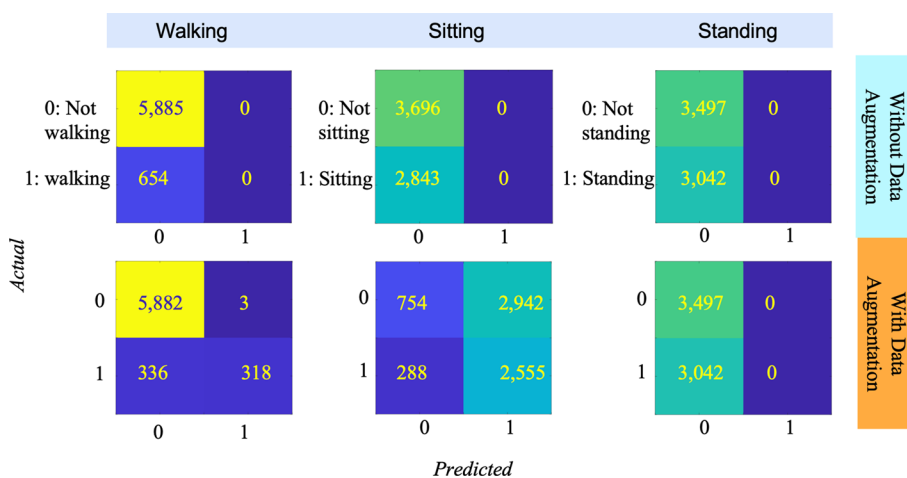 Walking Sitting Standing
0: Not
walking
5,885 0
1: walking
654 0
0 1
0: Not
sitting
3,696 0
1: Sitting
2,843 0
0 1
0: Not
standing
3,497 0
1: Standing
3,042 0
0 1
Without Data
Augmentation
Actual
0 5,882 3
1 336 318
0 1
0 754 2,942
1 288 2,555
0 1
0 3,497 0
1 3,042 0
0 1
With Data
Augmentation
Predicted